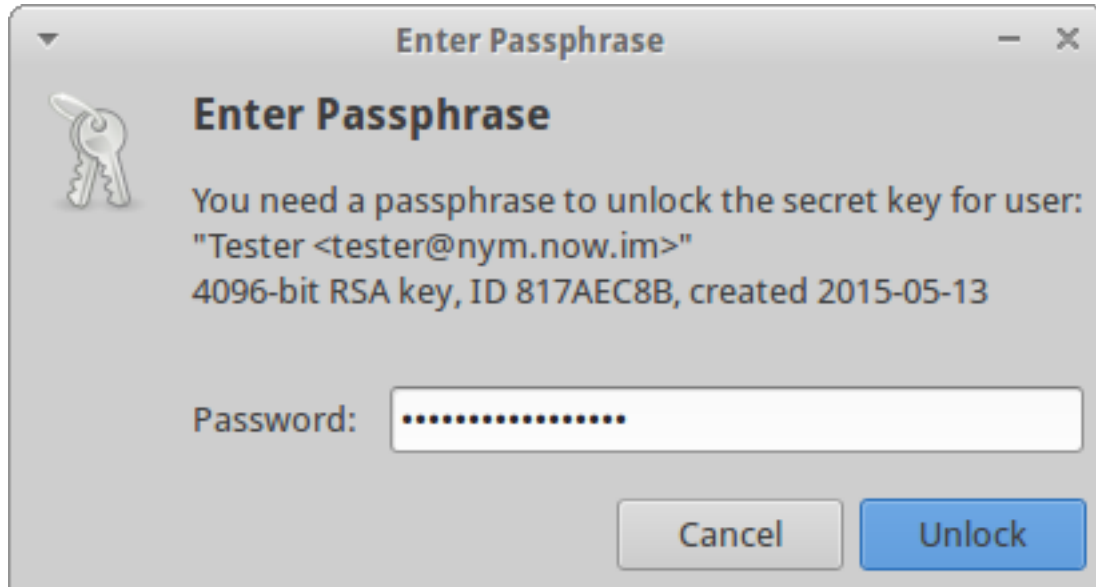 Enter Passphrase
Enter Passphrase
You need a passphrase to unlock the secret key for user:
"Tester <tester@nym.now.im>"
4096-bit RSA key, ID 817AEC8B, created 2015-05-13
Password: •••••••••••••••••
Cancel Unlock